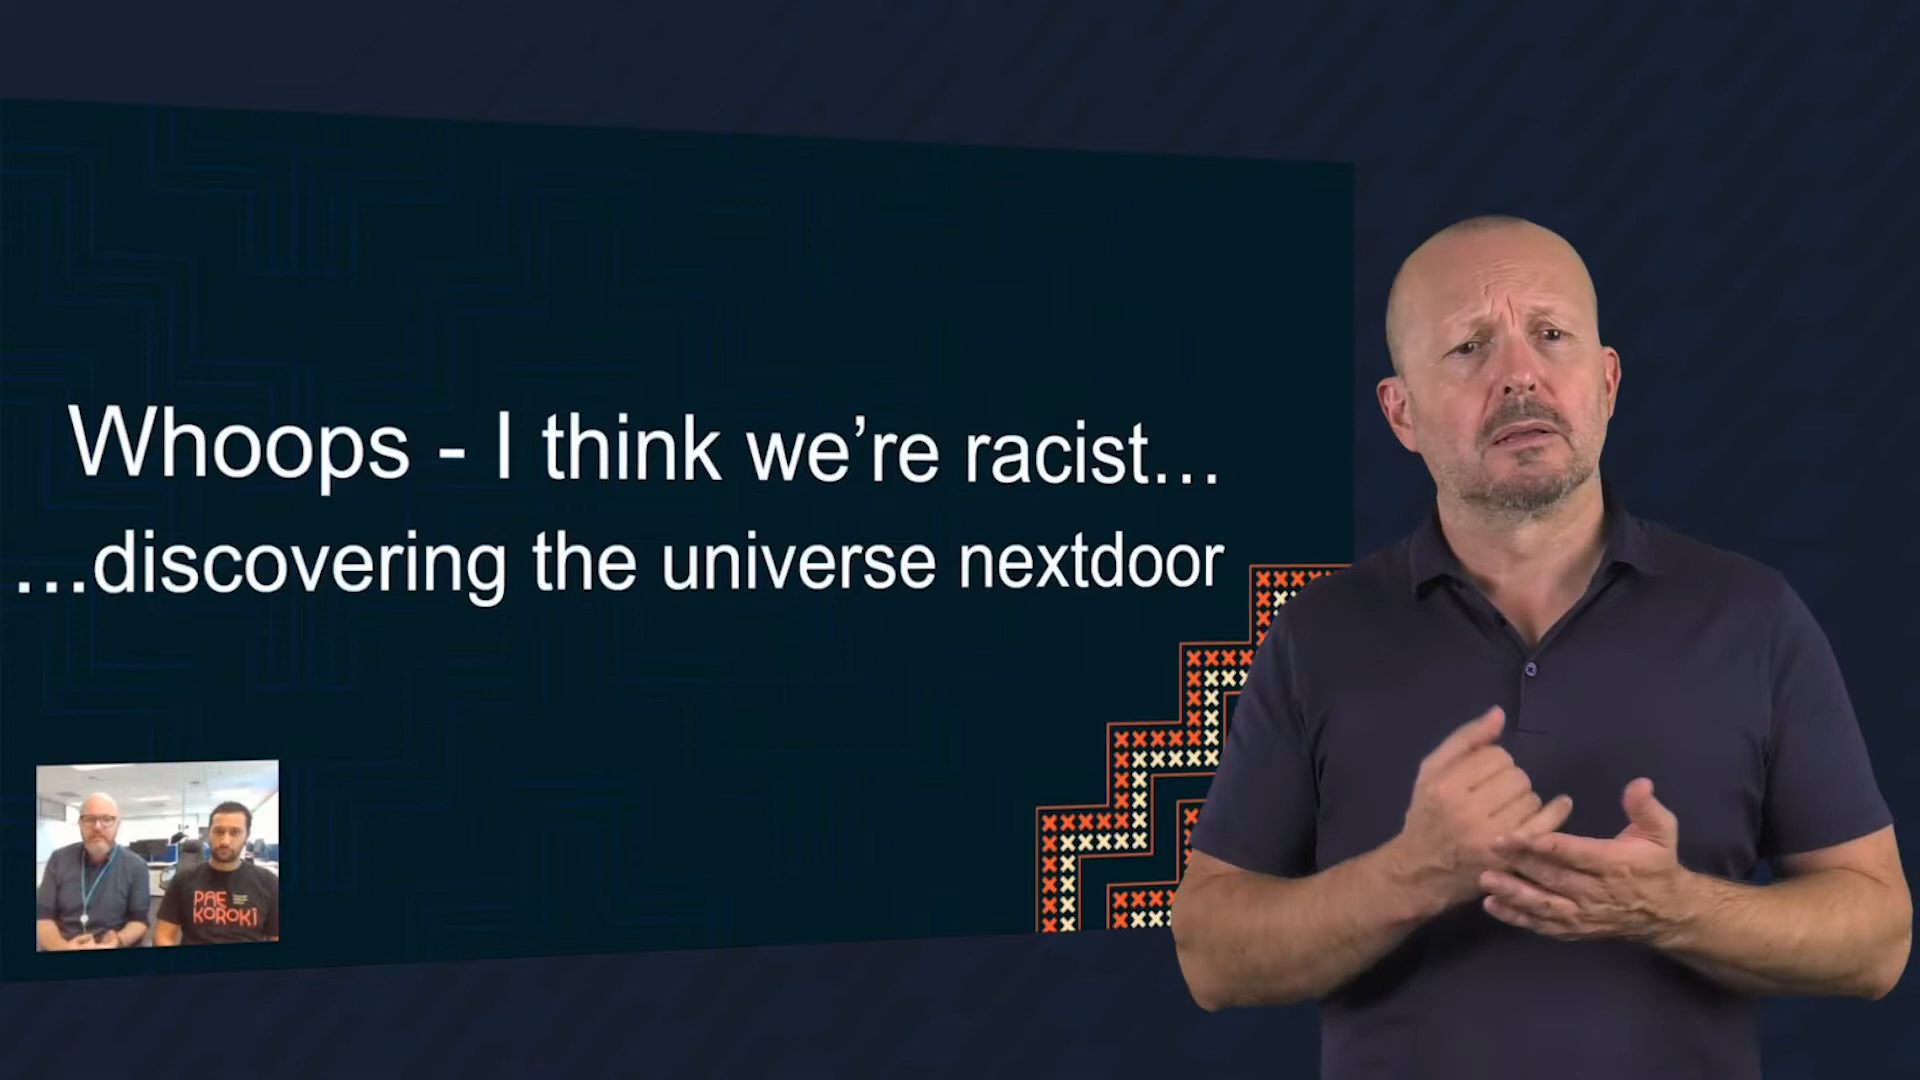 Whoops - I think we’re racist…
…discovering the universe nextdoor
PAE
KOROKI